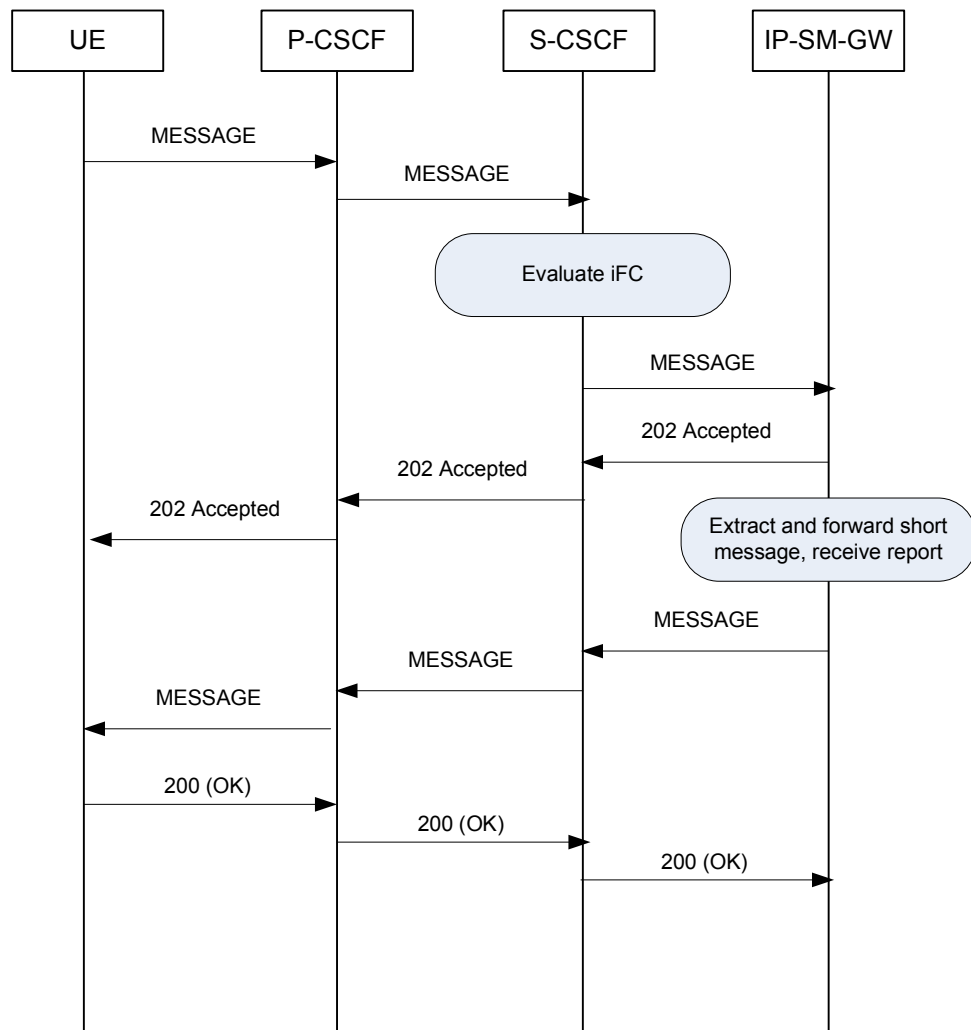 UE
P-CSCF
S-CSCF
IP-SM-GW
MESSAGE
MESSAGE
Evaluate iFC
MESSAGE
202 Accepted
202 Accepted
202 Accepted
Extract and forward short
message, receive report
MESSAGE
MESSAGE
MESSAGE
200 (OK)
200 (OK)
200 (OK)